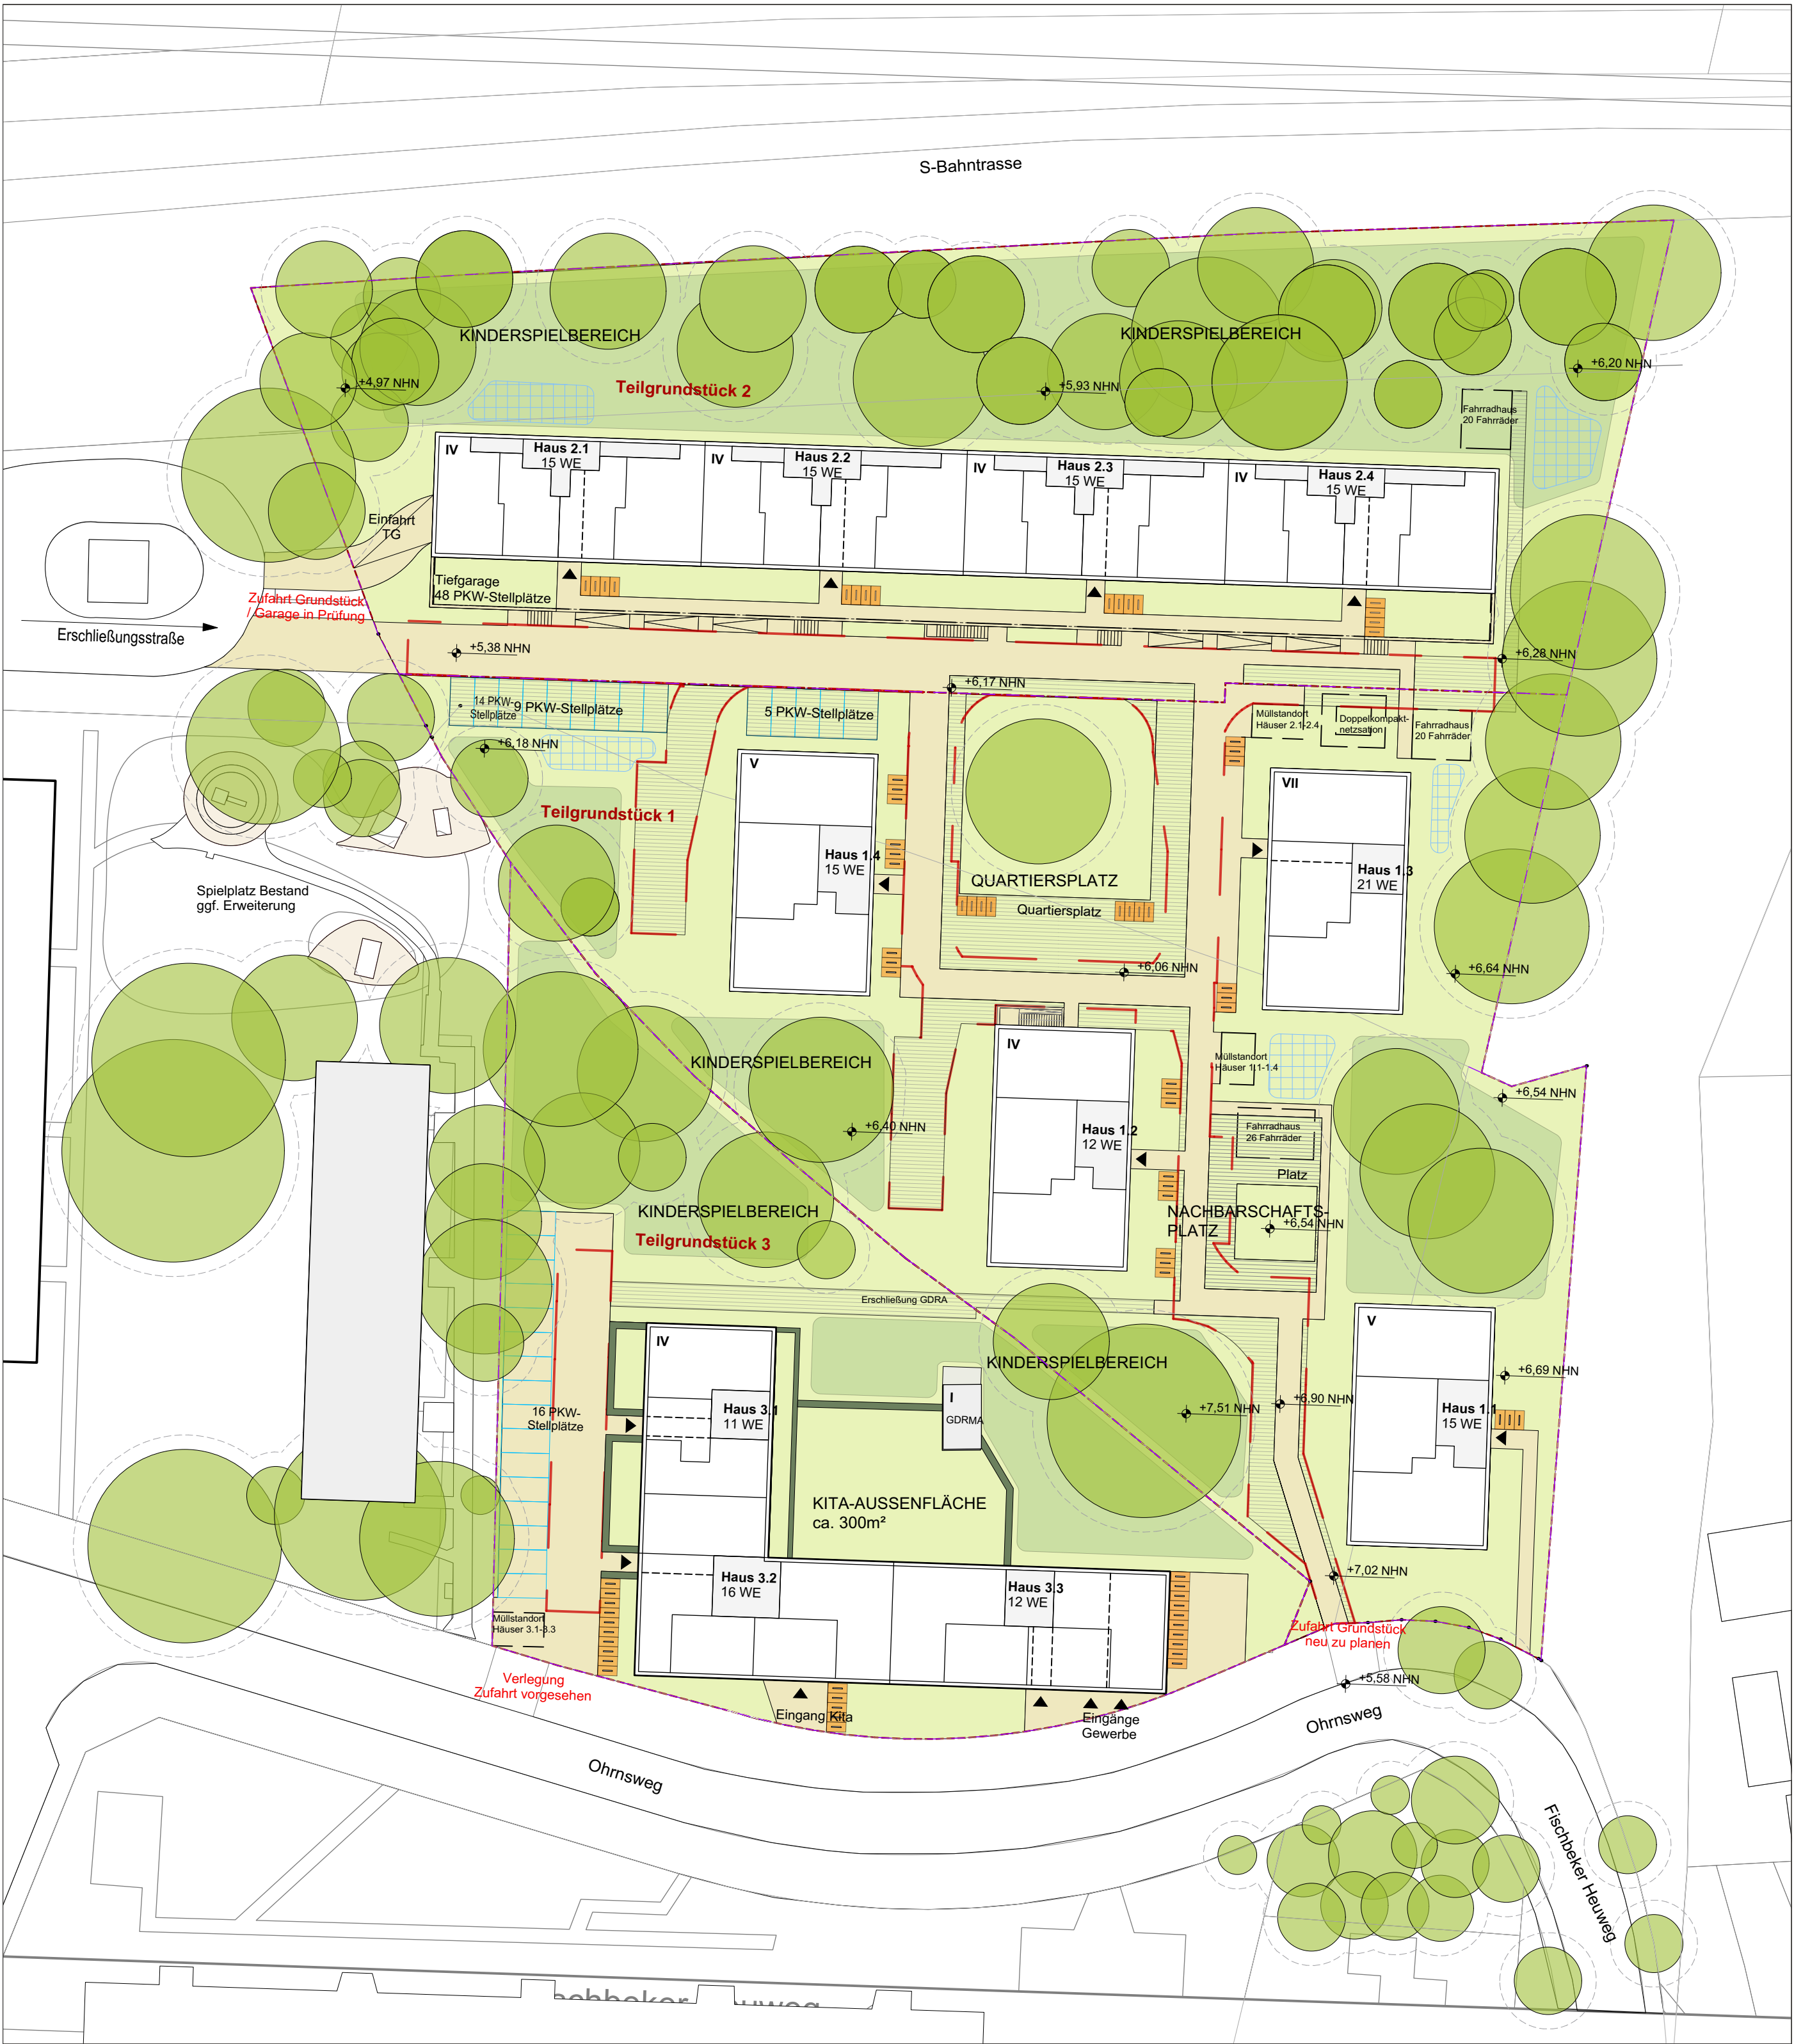 S-Bahntrasse
KINDERSPIELBEREICH
KINDERSPIELBEREICH
+6,20 NHN
+4,97 NHN
Teilgrundstück 2
+5,93 NHN
Fahrradhaus
20 Fahrräder
IV
Haus 2.1
15 WE
IV
Haus 2.2
15 WE
IV
Haus 2.3
15 WE
IV
Haus 2.4
15 WE
Einfahrt
TG
Tiefgarage
48 PKW-Stellplätze
Zufahrt Grundstück
/ Garage in Prüfung
Erschließungsstraße
+5,38 NHN
+6,28 NHN
+6,17 NHN
14 PKW-
Stellplätze
9 PKW-Stellplätze
5 PKW-Stellplätze
Müllstandort
Häuser 2.1-2.4
Doppelkompakt-
netzsation
Fahrradhaus
20 Fahrräder
+6,18 NHN
V
VII
Teilgrundstück 1
Haus 1.4
15 WE
Haus 1.3
21 WE
QUARTIERSPLATZ
Quartiersplatz
Spielplatz Bestand
ggf. Erweiterung
+6,06 NHN
+6,64 NHN
IV
KINDERSPIELBEREICH
Müllstandort
Häuser 1.1-1.4
+6,54 NHN
+6,40 NHN
Haus 1.2
12 WE
Fahrradhaus
26 Fahrräder
Platz
KINDERSPIELBEREICH
NACHBARSCHAFTS-
PLATZ
+6,54 NHN
Teilgrundstück 3
Erschließung GDRA
IV
V
KINDERSPIELBEREICH
+6,69 NHN
I
GDRMA
+6,90 NHN
+7,51 NHN
16 PKW-
Stellplätze
Haus 3.1
11 WE
Haus 1.1
15 WE
KITA-AUSSENFLÄCHE
ca. 300m²
Haus 3.2
16 WE
Haus 3.3
12 WE
+7,02 NHN
Müllstandort
Häuser 3.1-3.3
Zufahrt Grundstück
neu zu planen
Verlegung
Zufahrt vorgesehen
+5,58 NHN
Eingang Kita
Eingänge
Gewerbe
Ohrnsweg
Ohrnsweg
Fischbeker Heuweg